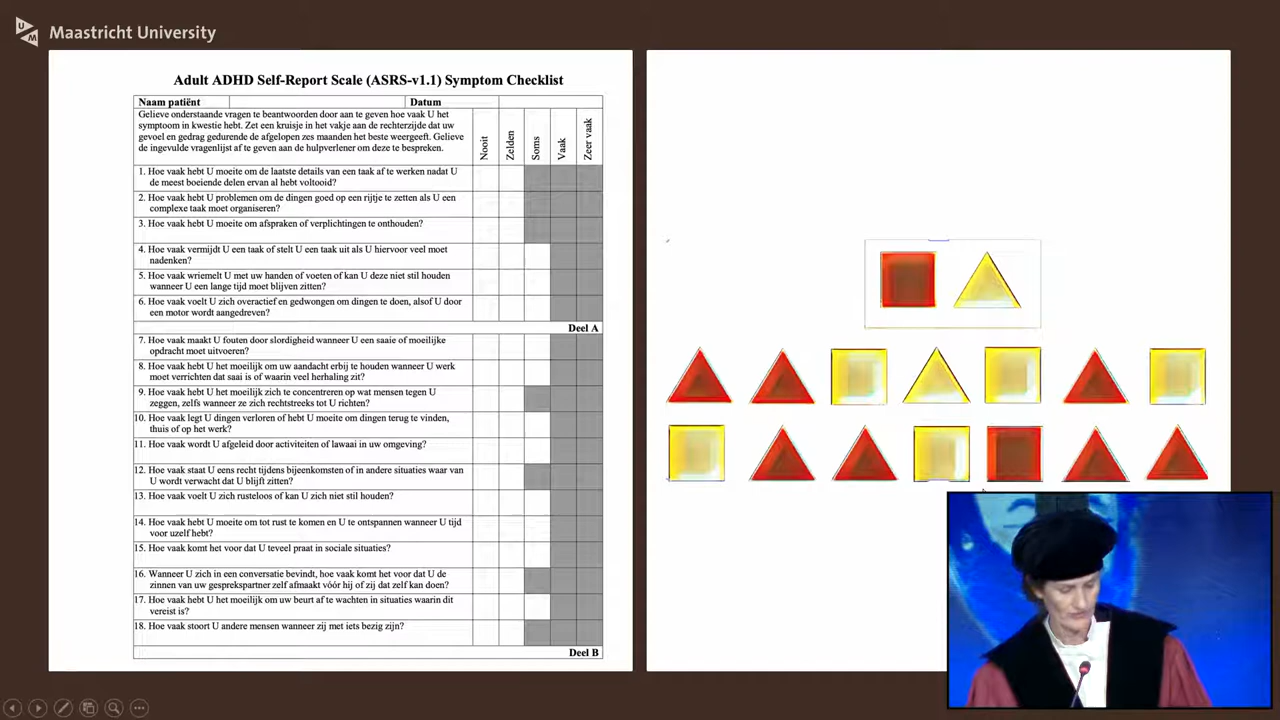 UM
Maastricht University
Adult ADHD Self-Report Scale (ASRS-v1.1) Symptom Checklist
Naam patiënt
Datum
Gelieve onderstaande vragen te beantwoorden door aan te geven hoe vaak U het
symptoom in kwestie hebt. Zet een kruisje in het vakje aan de rechterzijde dat uw
gevoel en gedrag gedurende de afgelopen zes maanden het beste weergeeft. Gelieve
de ingevulde vragenlijst af te geven aan de hulpverlener om deze te bespreken.
Nooit
Zelden
Soms
Vaak
Zeer vaak
1. Hoe vaak hebt U moeite om de laatste details van een taak af te werken nadat U
de meest boeiende delen ervan al hebt voltooid?
2. Hoe vaak hebt U problemen om de dingen goed op een rijtje te zetten als U een
complexe taak moet organiseren?
3. Hoe vaak hebt U moeite om afspraken of verplichtingen te onthouden?
4. Hoe vaak vermijdt U een taak of stelt U een taak uit als U hiervoor veel moet
nadenken?
5. Hoe vaak wriemelt U met uw handen of voeten of kan U deze niet stil houden
wanneer U een lange tijd moet blijven zitten?
6. Hoe vaak voelt U zich overactief en gedwongen om dingen te doen, alsof U door
een motor wordt aangedreven?
Deel A
7. Hoe vaak maakt U fouten door slordigheid wanneer U een saaie of moeilijke
opdracht moet uitvoeren?
8. Hoe vaak hebt U het moeilijk om uw aandacht erbij te houden wanneer U werk
moet verrichten dat saai is of waarin veel herhaling zit?
9. Hoe vaak hebt U het moeilijk zich te concentreren op wat mensen tegen U
zeggen, zelfs wanneer ze zich rechtstreeks tot U richten?
10. Hoe vaak legt U dingen verloren of hebt U moeite om dingen terug te vinden,
thuis of op het werk?
11. Hoe vaak wordt U afgeleid door activiteiten of lawaai in uw omgeving?
12. Hoe vaak staat U eens recht tijdens bijeenkomsten of in andere situaties waar van
U wordt verwacht dat U blijft zitten?
13. Hoe vaak voelt U zich rusteloos of kan U zich niet stil houden?
14. Hoe vaak hebt U moeite om tot rust te komen en U te ontspannen wanneer U tijd
voor uzelf hebt?
15. Hoe vaak komt het voor dat U teveel praat in sociale situaties?
16. Wanneer U zich in een conversatie bevindt, hoe vaak komt het voor dat U de
zinnen van uw gesprekspartner zelf afmaakt vóór hij of zij dat zelf kan doen?
17. Hoe vaak hebt U het moeilijk om uw beurt af te wachten in situaties waarin dit
vereist is?
18. Hoe vaak stoort U andere mensen wanneer zij met iets bezig zijn?
Deel B